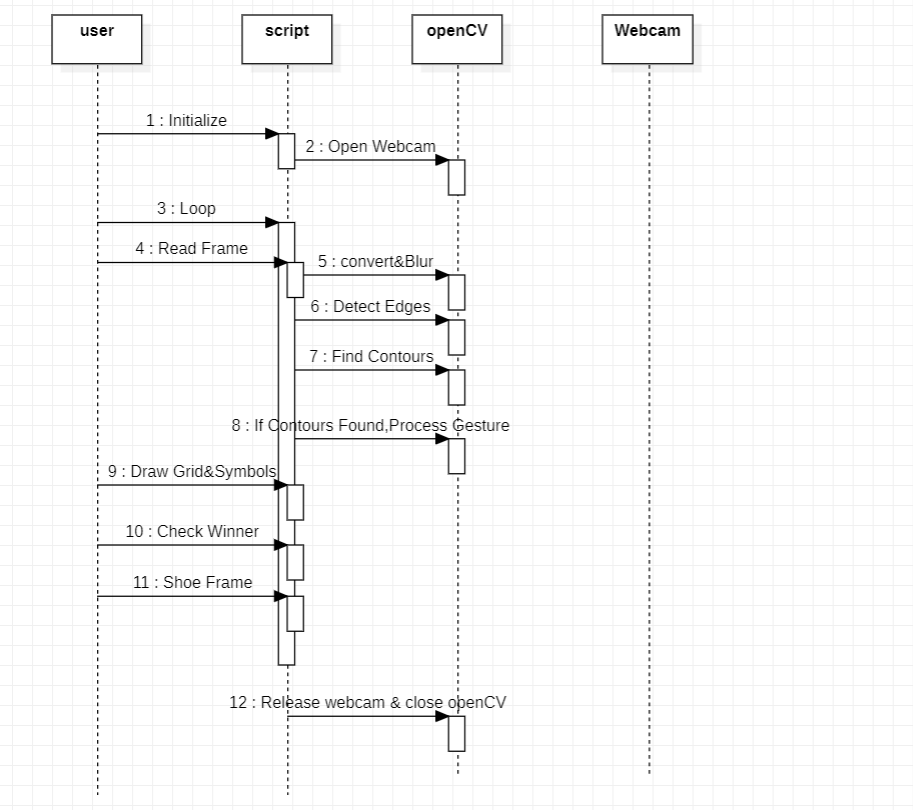 user
script
openCV
Webcam
1 : Initialize
2 : Open Webcam
3 : Loop
4 : Read Frame
5 : convert&Blur
6 : Detect Edges
7 : Find Contours
8 : If Contours Found,Process Gesture
9 : Draw Grid&Symbols
10 : Check Winner
11 : Shoe Frame
12 : Release webcam & close openCV